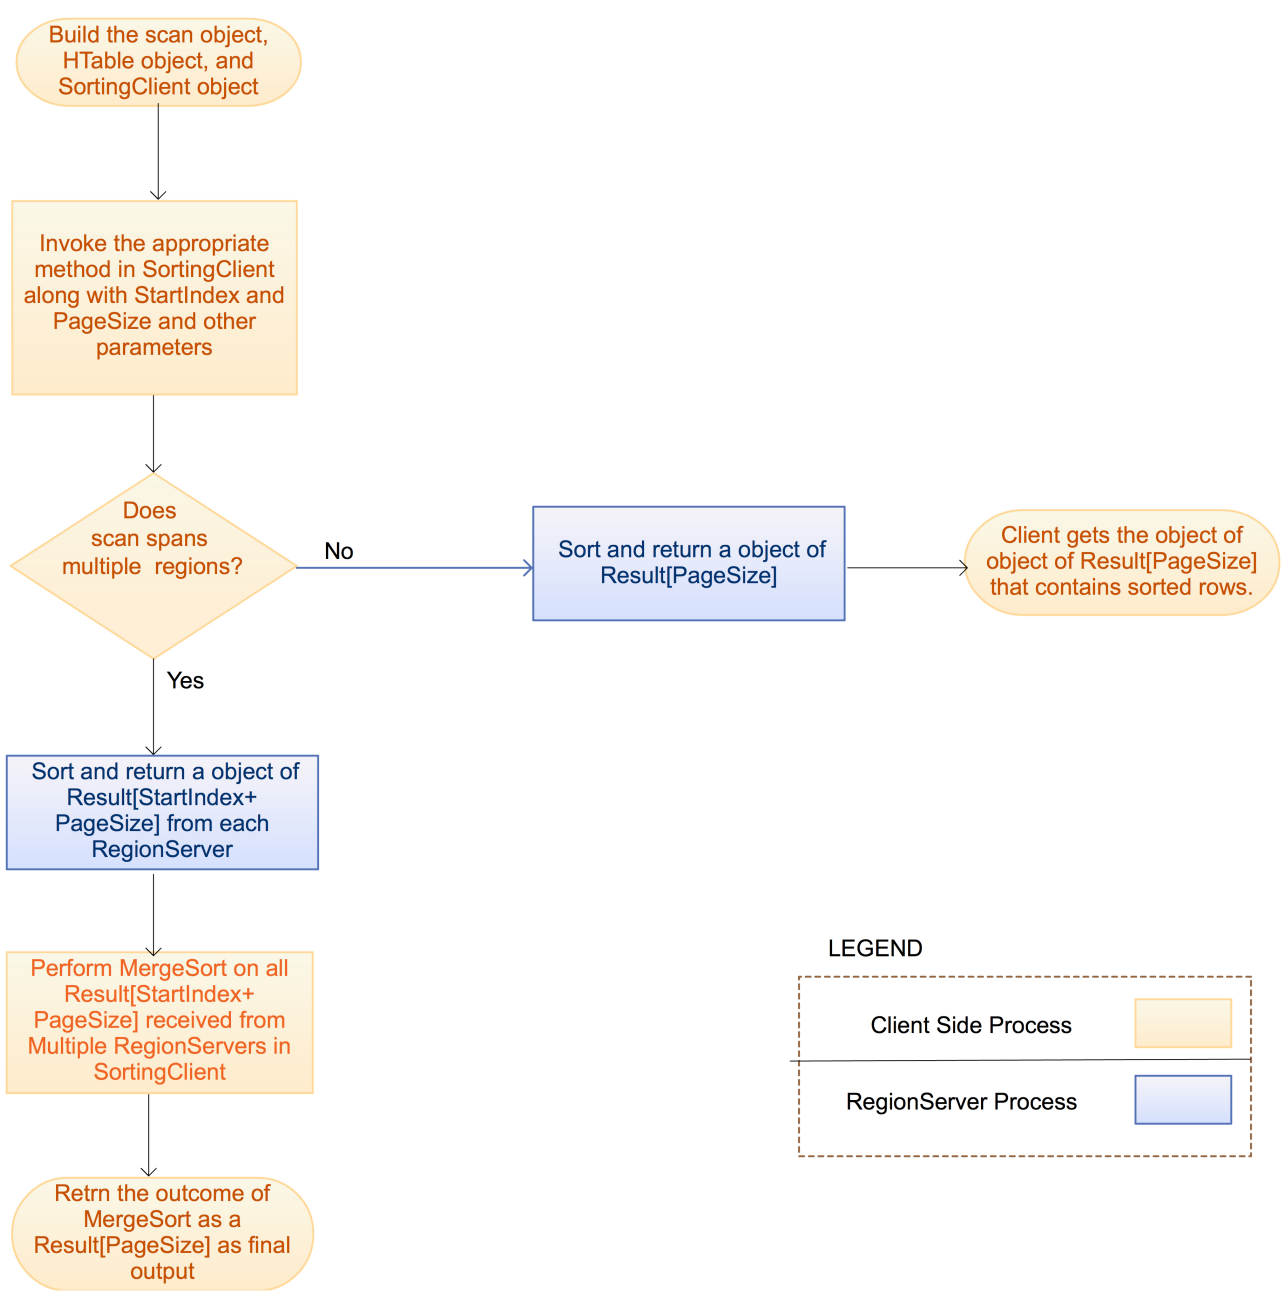 Build the scan object,
HTable object, and
SortingClient object
Invoke the appropriate
method in SortingClient
along with StartIndex and
PageSize and other
parameters
Does
scan spans
multiple regions?
No
Sort and return a object of
Result[PageSize]
Client gets the object of
object of Result[PageSize]
that contains sorted rows.
Yes
Sort and return a object of
Result[StartIndex+
PageSize] from each
RegionServer
Perform MergeSort on all
Result[StartIndex+
PageSize] received from
Multiple RegionServers in
SortingClient
Retrn the outcome of
MergeSort as a
Result[PageSize] as final
output
LEGEND
Client Side Process
RegionServer Process